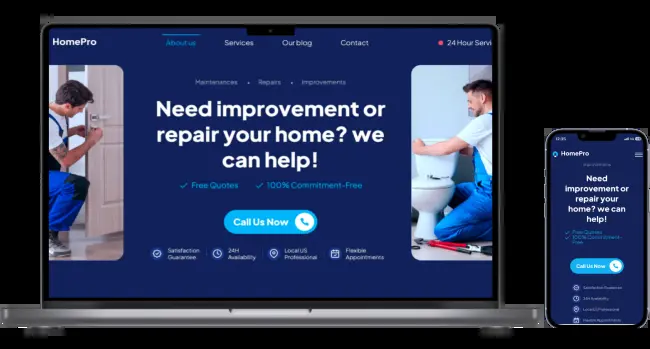 HomePro
About us Services Our blog Contact 24 Hour Servi
Maintenances • Repairs • Improvements
Need improvement or
repair your home? we
can help!
Free Quotes 100% Commitment-Free
Call Us Now
Satisfaction
Guarantee
24H
Availability
Local US
Professional
Flexible
Appointments
HomePro
Need
improvement or
repair your
home? we can
help!
Free Quotes
100% Commitment-
Free
Call Us Now
Satisfaction Guarantee
24H Availability
Local US Professional
Flexible Appointments